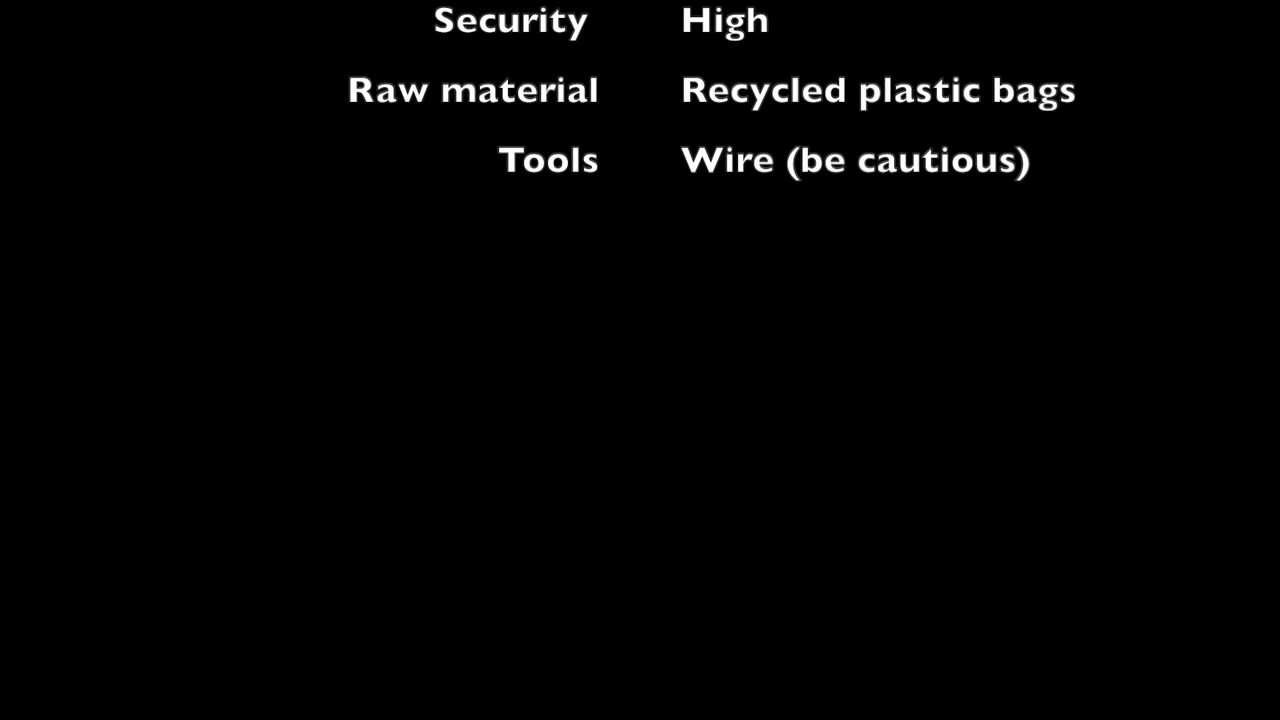 Security High
Raw material Recycled plastic bags
Tools Wire (be cautious)